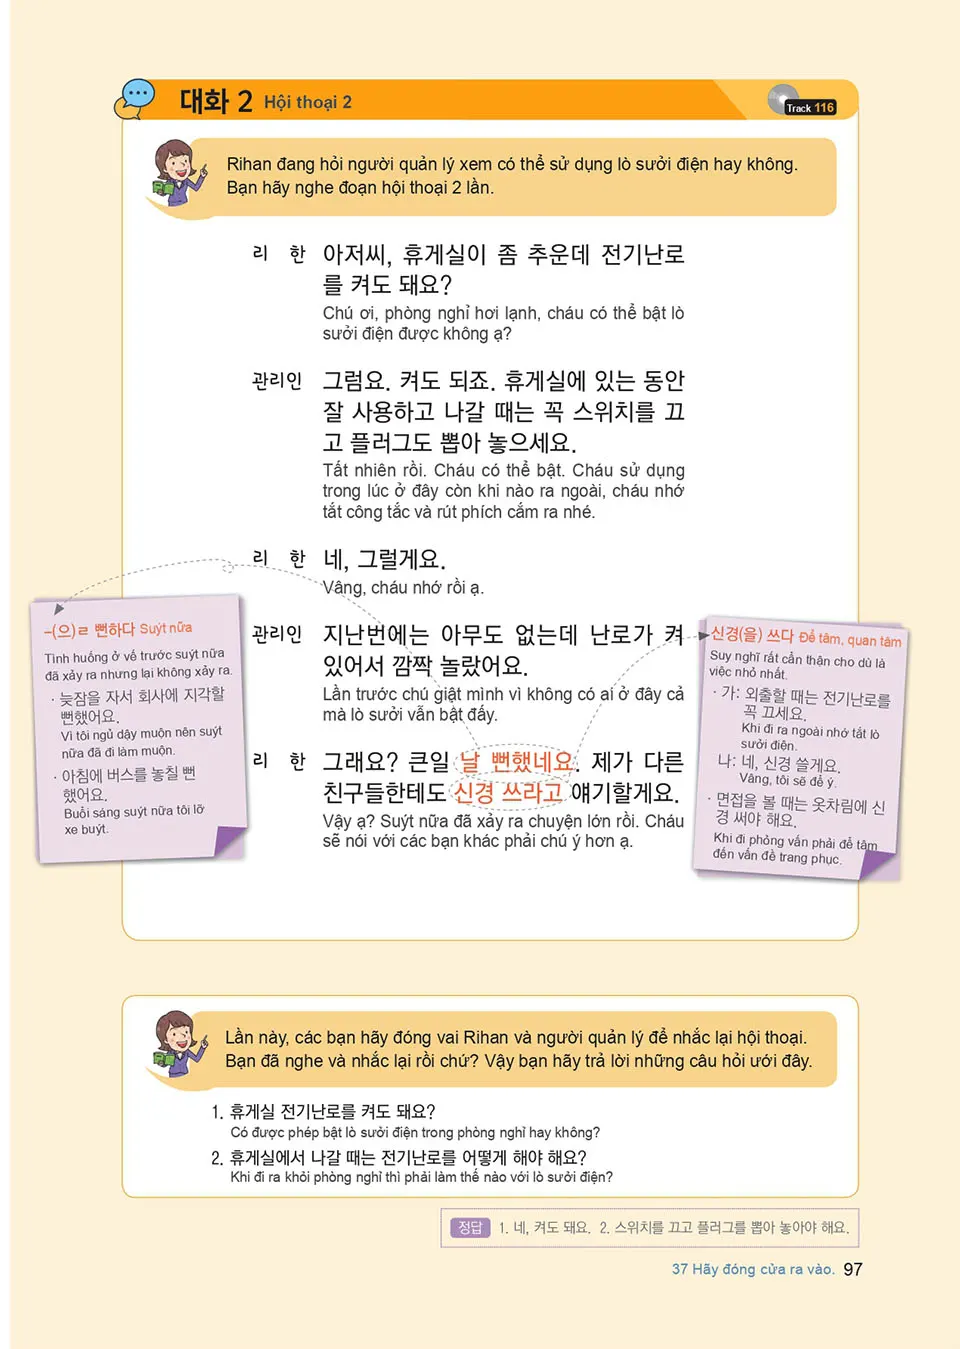 대화 2 Hội thoại 2
Track 116
Rihan đang hỏi người quản lý xem có thể sử dụng lò sưởi điện hay không.
Bạn hãy nghe đoạn hội thoại 2 lần.
리 한 아저씨, 휴게실이 좀 추운데 전기난로
를 켜도 돼요?
Chú ơi, phòng nghỉ hơi lạnh, cháu có thể bật lò
sưởi điện được không ạ?
관리인 그럼요. 켜도 되죠. 휴게실에 있는 동안
잘 사용하고 나갈 때는 꼭 스위치를 끄
고 플러그도 뽑아 놓으세요.
Tất nhiên rồi. Cháu có thể bật. Cháu sử dụng
trong lúc ở đây còn khi nào ra ngoài, cháu nhớ
tắt công tắc và rút phích cắm ra nhé.
리 한 네, 그럴게요.
Vâng, cháu nhớ rồi ạ.
관리인 지난번에는 아무도 없는데 난로가 켜
있어서 깜짝 놀랐어요.
Lần trước chú giật mình vì không có ai ở đây cả
mà lò sưởi vẫn bật đấy.
리 한 그래요? 큰일 날 뻔했네요. 제가 다른
친구들한테도 신경 쓰라고 얘기할게요.
Vậy ạ? Suýt nữa đã xảy ra chuyện lớn rồi. Cháu
sẽ nói với các bạn khác phải chú ý hơn ạ.
-(으)ㄹ 뻔하다 Suýt nữa
Tình huống ở vế trước suýt nữa
đã xảy ra nhưng lại không xảy ra.
· 늦잠을 자서 회사에 지각할
뻔했어요.
Vì tôi ngủ dậy muộn nên suýt
nữa đã đi làm muộn.
· 아침에 버스를 놓칠 뻔
했어요.
Buổi sáng suýt nữa tôi lỡ
xe buýt.
신경(을) 쓰다 Để tâm, quan tâm
Suy nghĩ rất cẩn thận cho dù là
việc nhỏ nhất.
· 가: 외출할 때는 전기난로를
꼭 끄세요.
Khi đi ra ngoài nhớ tắt lò
sưởi điện.
나: 네, 신경 쓸게요.
Vâng, tôi sẽ để ý.
· 면접을 볼 때는 옷차림에 신
경 써야 해요.
Khi đi phỏng vấn phải để tâm
đến vấn đề trang phục.
Lần này, các bạn hãy đóng vai Rihan và người quản lý để nhắc lại hội thoại.
Bạn đã nghe và nhắc lại rồi chứ? Vậy bạn hãy trả lời những câu hỏi ưới đây.
1. 휴게실 전기난로를 켜도 돼요?
Có được phép bật lò sưởi điện trong phòng nghỉ hay không?
2. 휴게실에서 나갈 때는 전기난로를 어떻게 해야 해요?
Khi đi ra khỏi phòng nghỉ thì phải làm thế nào với lò sưởi điện?
정답 1. 네, 켜도 돼요. 2. 스위치를 끄고 플러그를 뽑아 놓아야 해요.
37 Hãy đóng cửa ra vào. 97